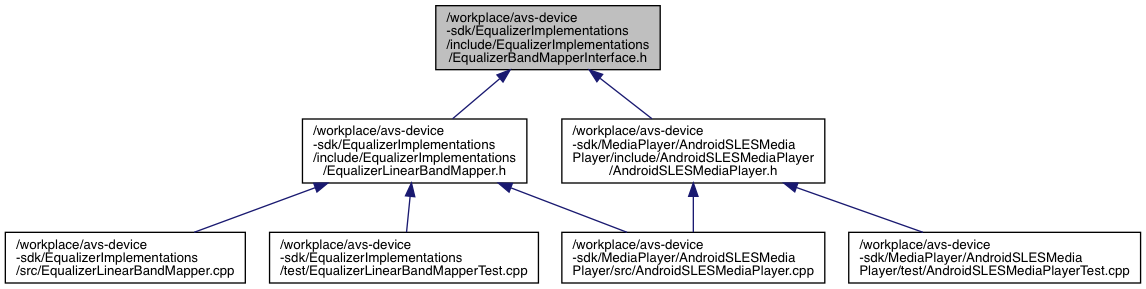 /workplace/avs-device
-sdk/EqualizerImplementations
/include/EqualizerImplementations
/EqualizerBandMapperInterface.h
/workplace/avs-device
-sdk/EqualizerImplementations
/include/EqualizerImplementations
/EqualizerLinearBandMapper.h
/workplace/avs-device
-sdk/MediaPlayer/AndroidSLESMedia
Player/include/AndroidSLESMediaPlayer
/AndroidSLESMediaPlayer.h
/workplace/avs-device
-sdk/EqualizerImplementations
/src/EqualizerLinearBandMapper.cpp
/workplace/avs-device
-sdk/EqualizerImplementations
/test/EqualizerLinearBandMapperTest.cpp
/workplace/avs-device
-sdk/MediaPlayer/AndroidSLESMedia
Player/src/AndroidSLESMediaPlayer.cpp
/workplace/avs-device
-sdk/MediaPlayer/AndroidSLESMedia
Player/test/AndroidSLESMediaPlayerTest.cpp